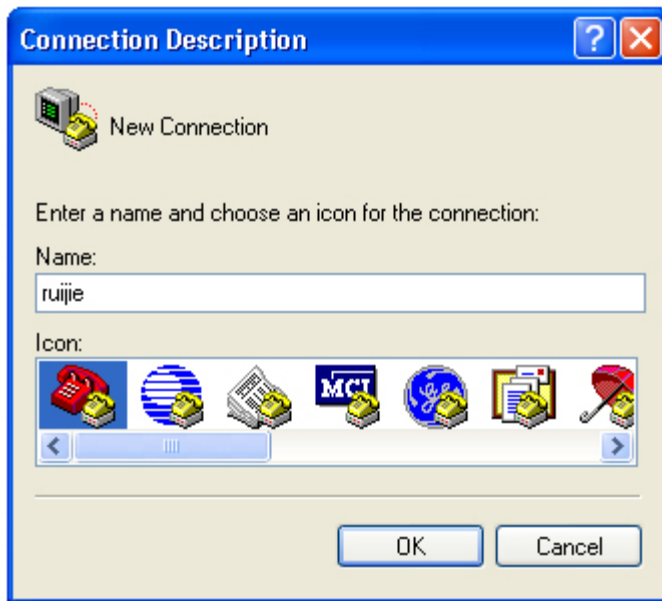 Connection Description
New Connection
Enter a name and choose an icon for the connection:
Name:
ruijie
Icon:
MCI
OK Cancel